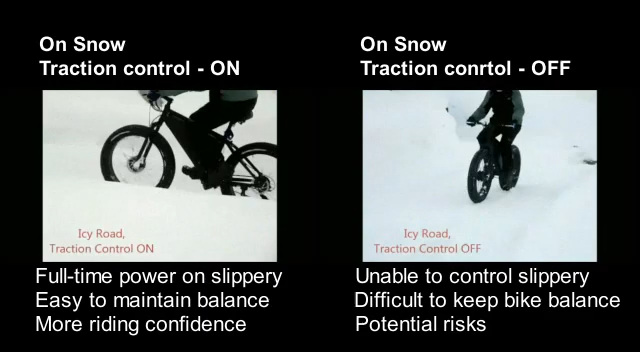 On Snow
Traction control - ON
Icy Road,
Traction Control ON
Full-time power on slippery
Easy to maintain balance
More riding confidence
On Snow
Traction conrtol - OFF
Icy Road,
Traction Control OFF
Unable to control slippery
Difficult to keep bike balance
Potential risks